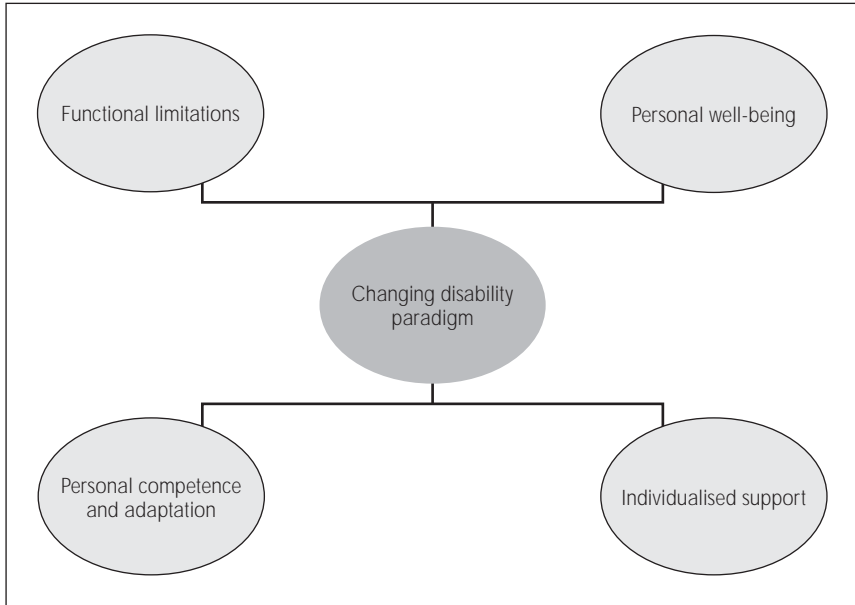 Functional limitations
Personal well-being
Changing disability
paradigm
Personal competence
and adaptation
Individualised support